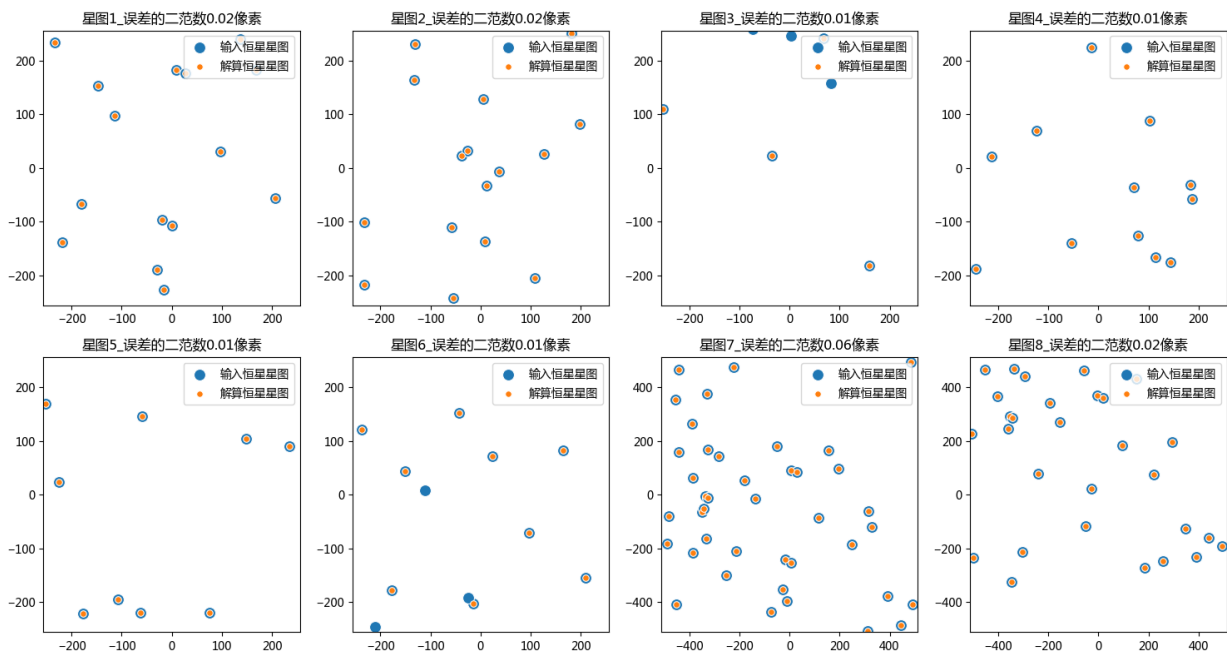 星图1_误差的二范数0.02像素
输入恒星星图
解算恒星星图
200
100
0
−100
−200
−200 −100 0 100 200
星图2_误差的二范数0.02像素
输入恒星星图
解算恒星星图
200
100
0
−100
−200
−200 −100 0 100 200
星图3_误差的二范数0.01像素
输入恒星星图
解算恒星星图
200
100
0
−100
−200
−200 −100 0 100 200
星图4_误差的二范数0.01像素
输入恒星星图
解算恒星星图
200
100
0
−100
−200
−200 −100 0 100 200
星图5_误差的二范数0.01像素
输入恒星星图
解算恒星星图
200
100
0
−100
−200
−200 −100 0 100 200
星图6_误差的二范数0.01像素
输入恒星星图
解算恒星星图
200
100
0
−100
−200
−200 −100 0 100 200
星图7_误差的二范数0.06像素
输入恒星星图
解算恒星星图
400
200
0
−200
−400
−400 −200 0 200 400
星图8_误差的二范数0.02像素
输入恒星星图
解算恒星星图
400
200
0
−200
−400
−400 −200 0 200 400